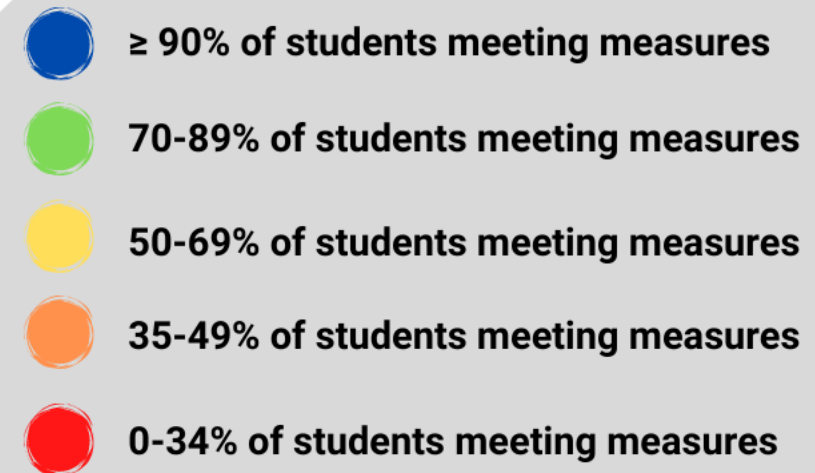 ≥ 90% of students meeting measures
70-89% of students meeting measures
50-69% of students meeting measures
35-49% of students meeting measures
0-34% of students meeting measures